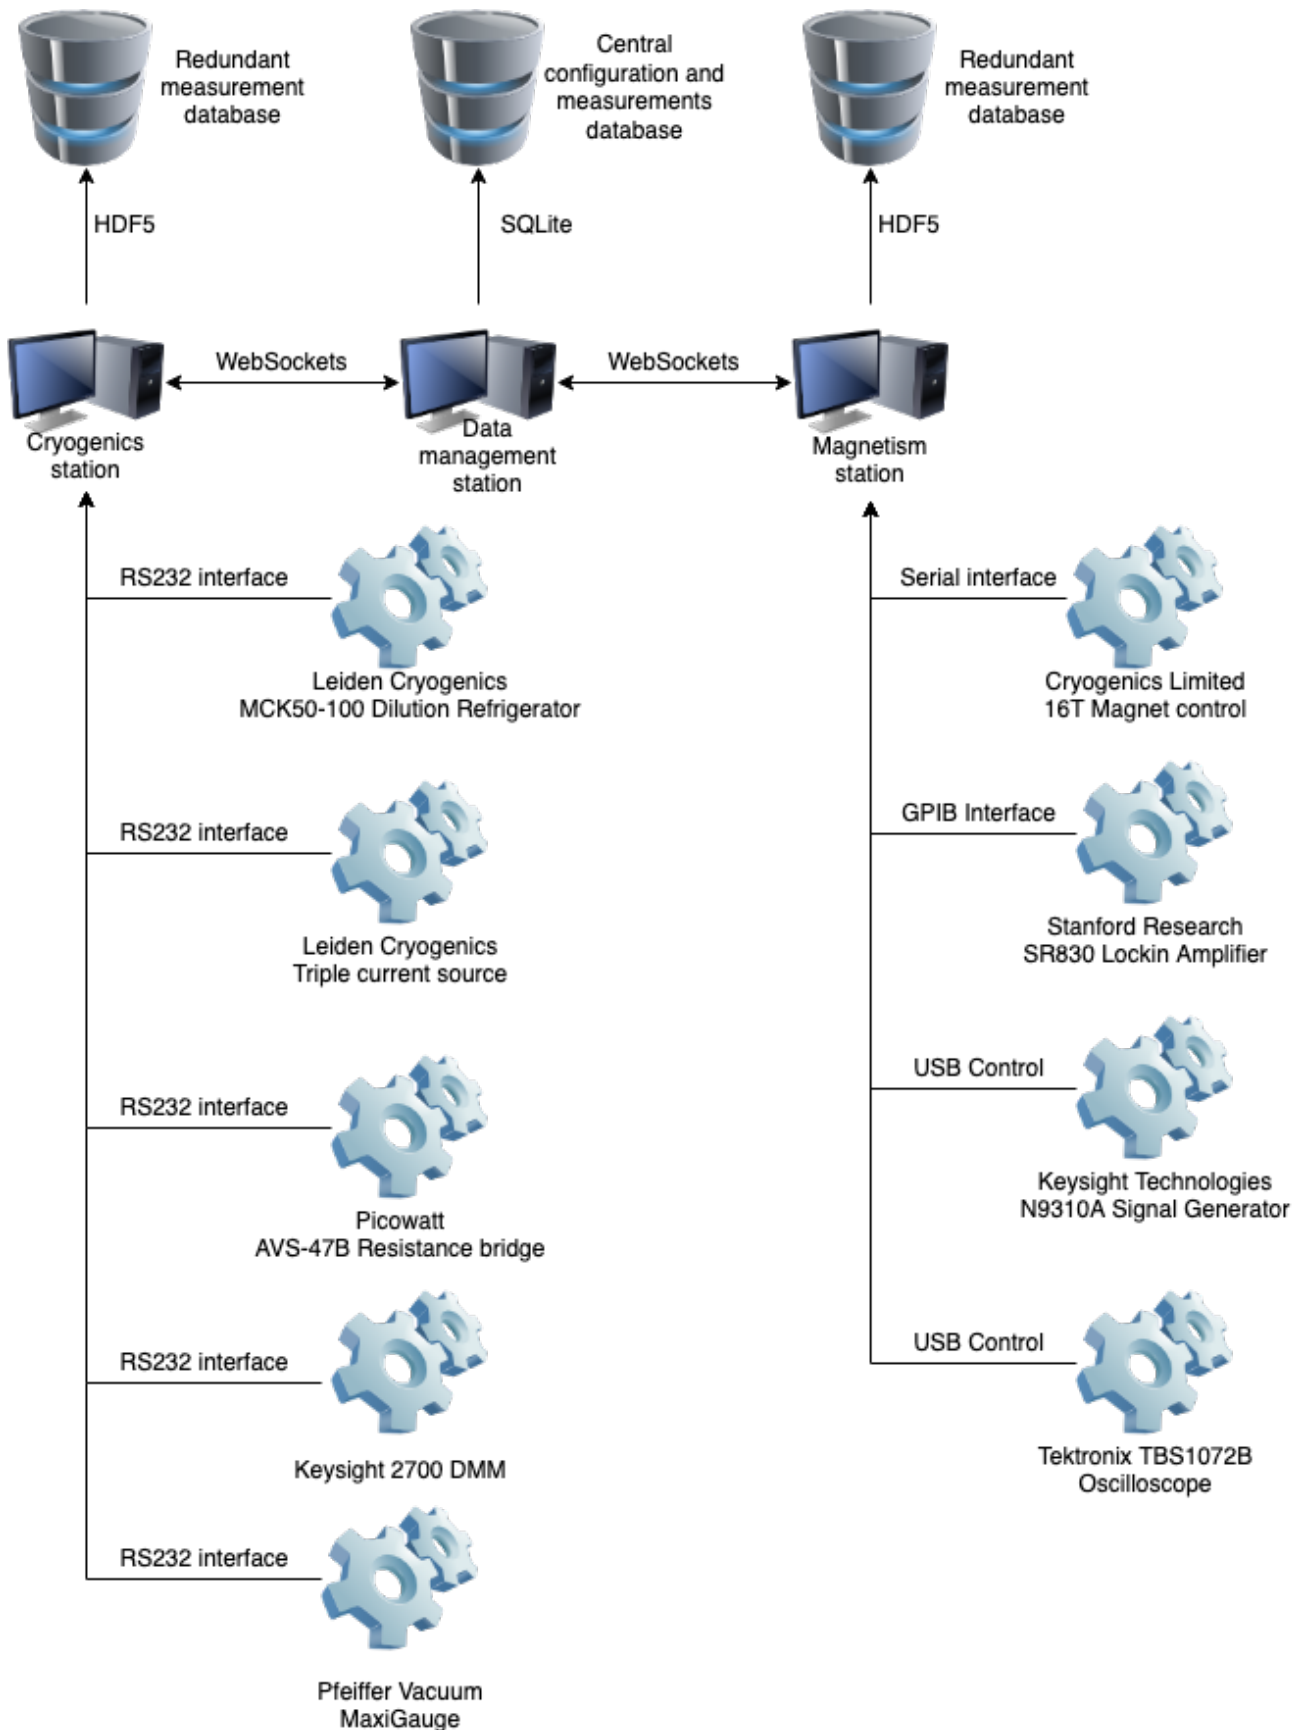 Redundant
measurement
database
Central
configuration and
measurements
database
Redundant
measurement
database
HDF5
SQLite
HDF5
WebSockets
WebSockets
Cryogenics
station
Data
management
station
Magnetism
station
RS232 interface
Leiden Cryogenics
MCK50-100 Dilution Refrigerator
RS232 interface
Leiden Cryogenics
Triple current source
RS232 interface
Picowatt
AVS-47B Resistance bridge
RS232 interface
Keysight 2700 DMM
RS232 interface
Pfeiffer Vacuum
MaxiGauge
Serial interface
Cryogenics Limited
16T Magnet control
GPIB Interface
Stanford Research
SR830 Lockin Amplifier
USB Control
Keysight Technologies
N9310A Signal Generator
USB Control
Tektronix TBS1072B
Oscilloscope